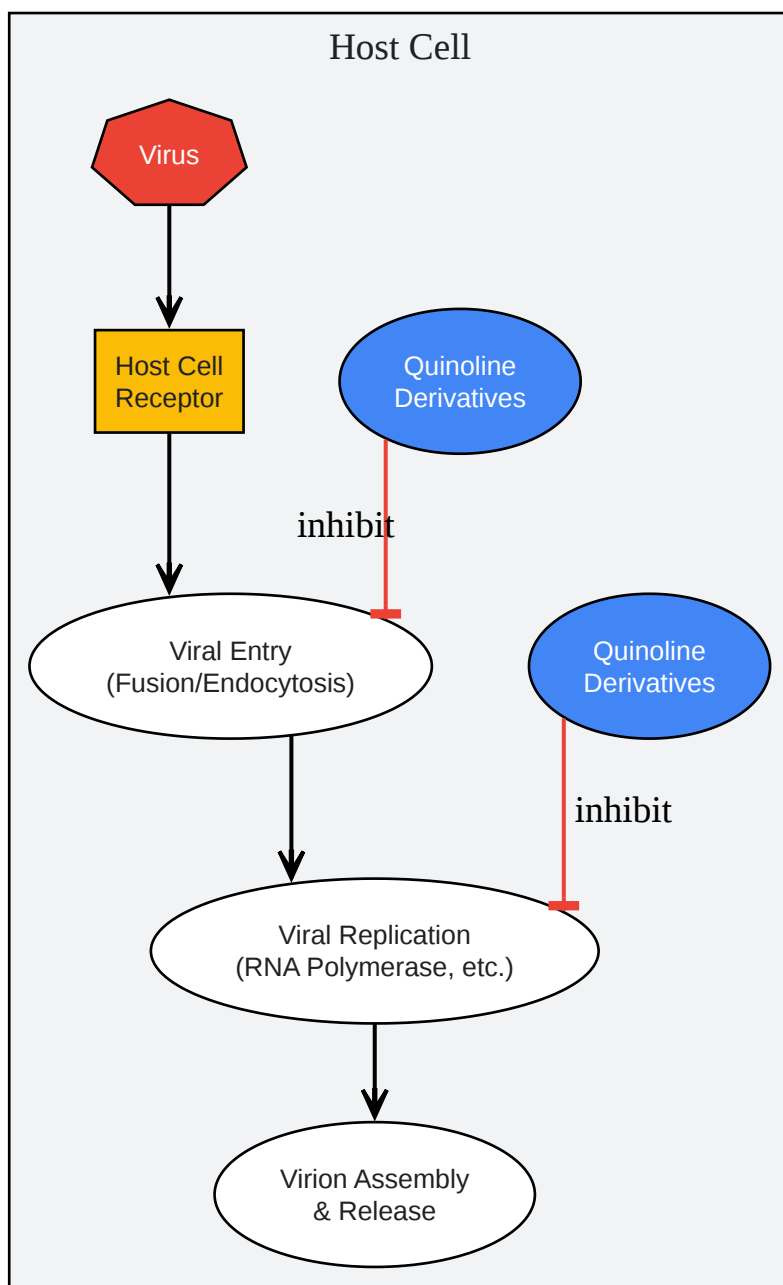 Host Cell
Virus
Host Cell
Receptor
Quinoline
Derivatives
inhibit
Viral Entry
(Fusion/Endocytosis)
Quinoline
Derivatives
inhibit
Viral Replication
(RNA Polymerase, etc.)
Virion Assembly
& Release